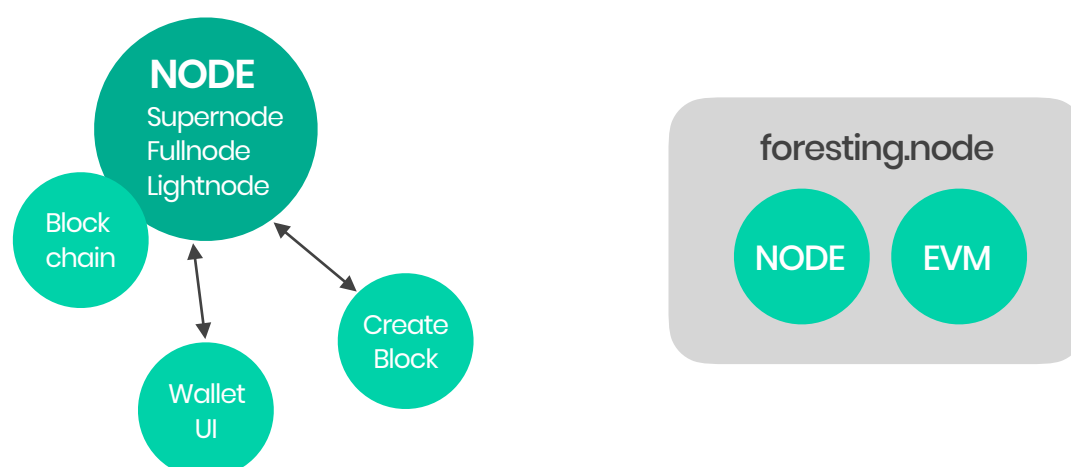 NODE
Supernode
Fullnode
Lightnode
Block
chain
Create
Block
Wallet
UI
foresting.node
NODE
EVM